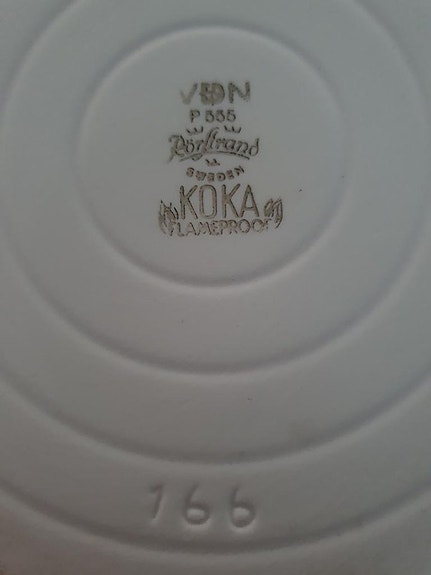 VDN
P 555
Rörstrand
SWEDEN
KOKA
FLAMEPROOF
166